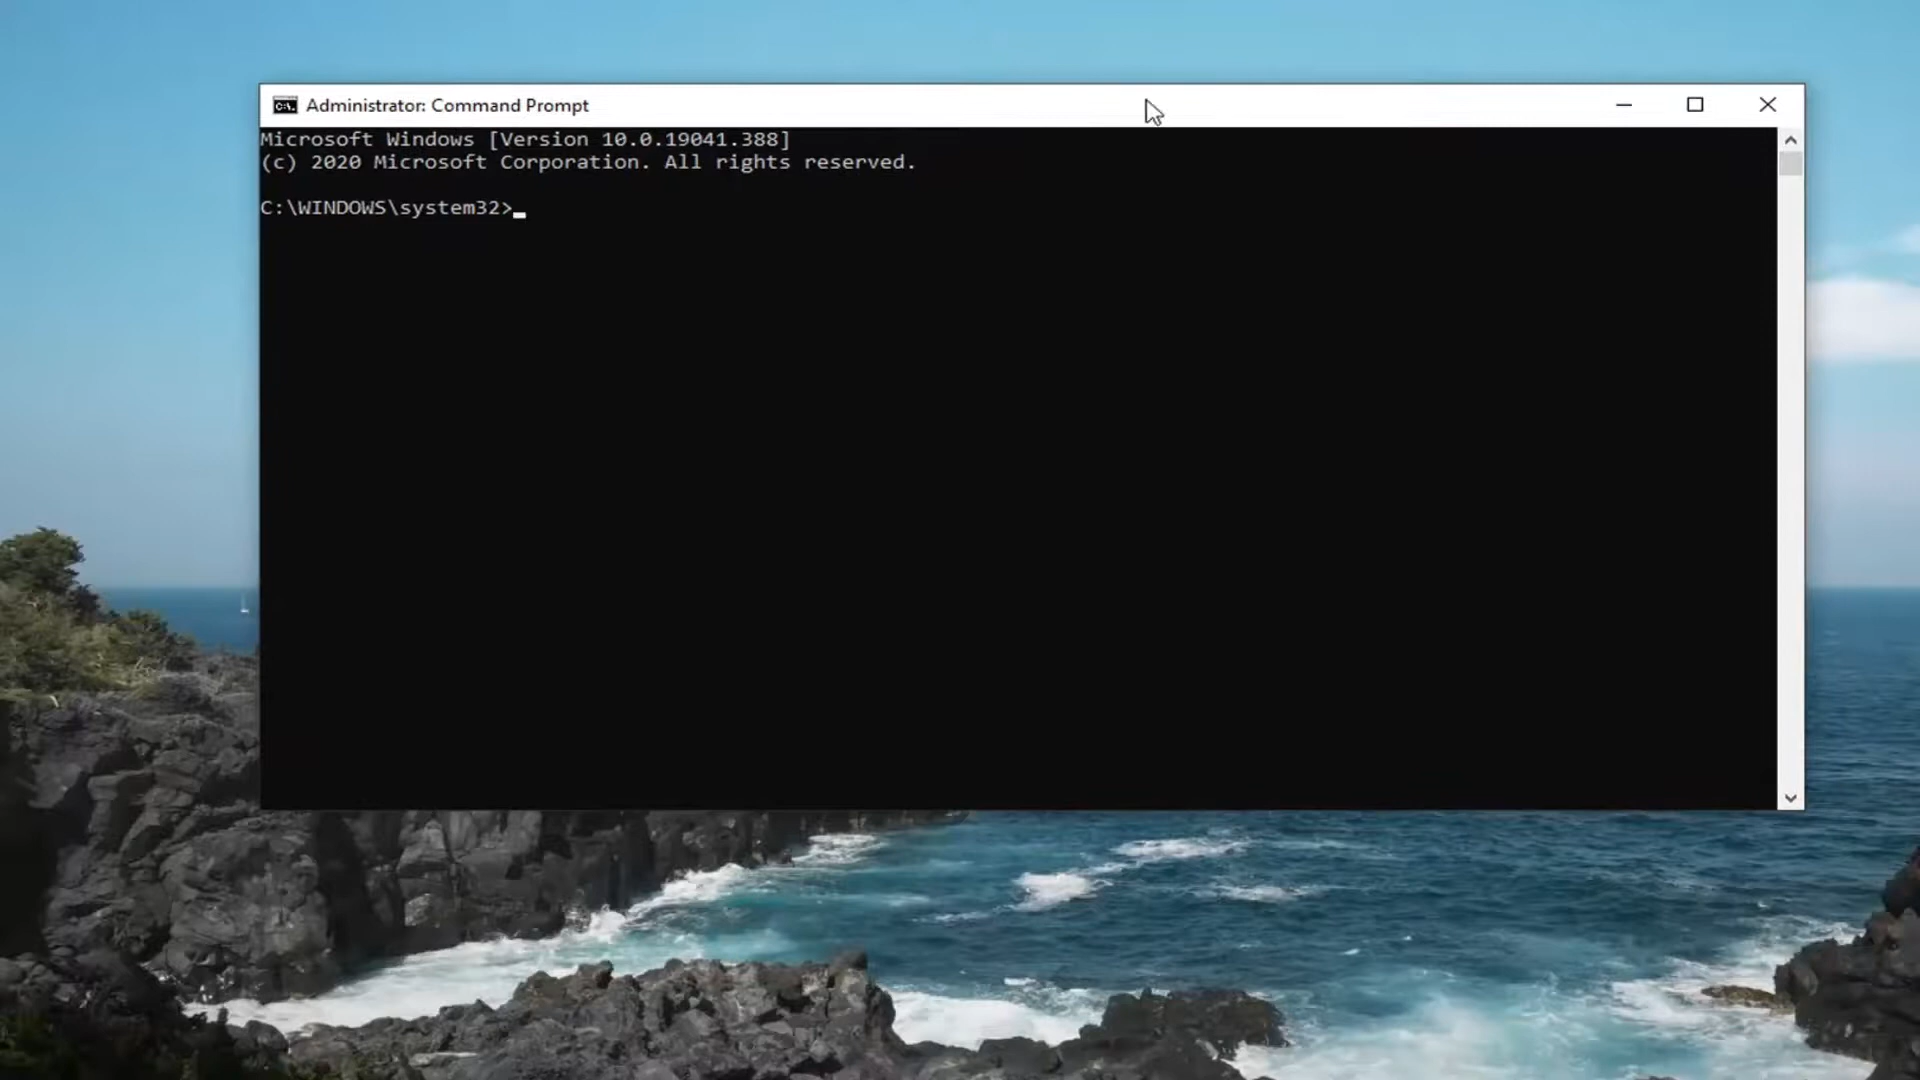 Administrator: Command Prompt
Microsoft Windows [Version 10.0.19041.388]
(c) 2020 Microsoft Corporation. All rights reserved.
C:\WINDOWS\system32>